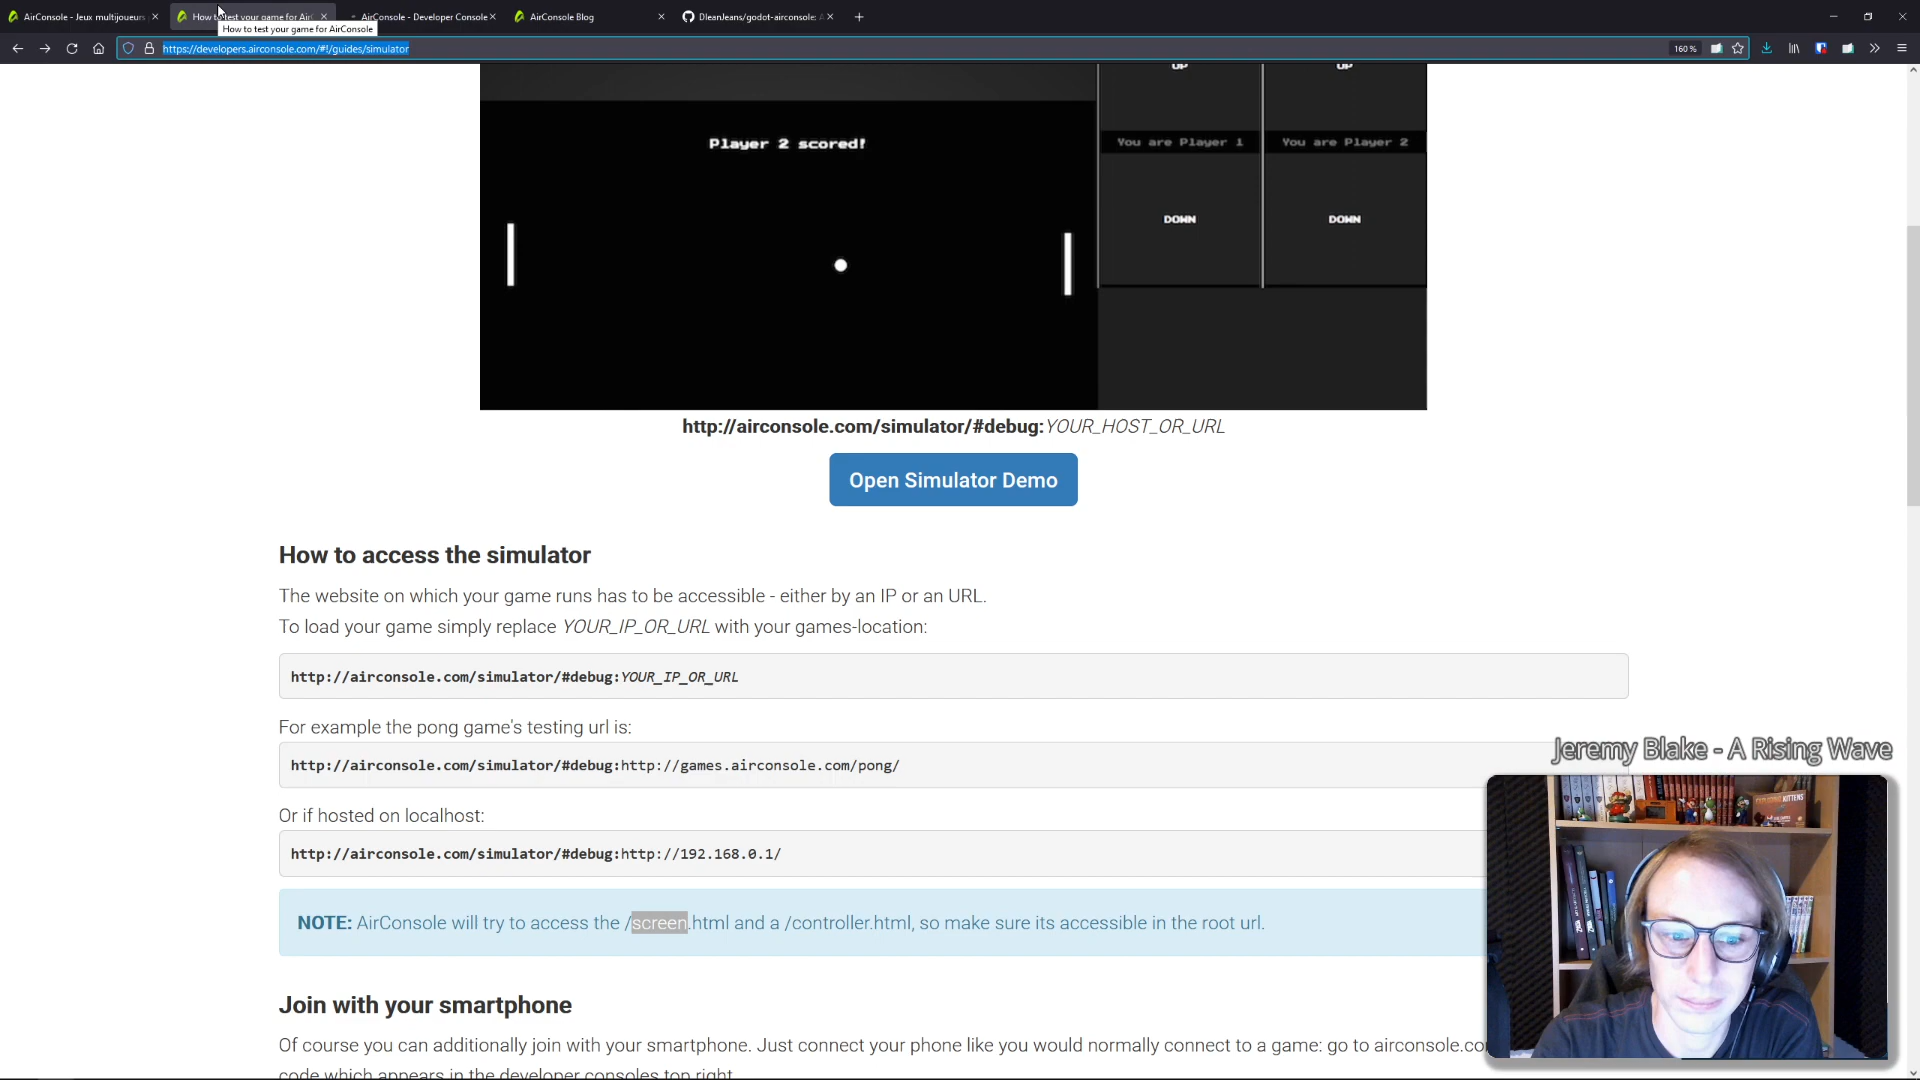 AirConsole - Jeux multijoueurs
How to test your game for Air
AirConsole - Developer Console
AirConsole Blog
DleanJeans/godot-airconsole:
How to test your game for AirConsole
https://developers.airconsole.com/#!/guides/simulator
160 %
UP
UP
Player 2 scored!
You are Player 1
You are Player 2
DOWN
DOWN
http://airconsole.com/simulator/#debug:YOUR_HOST_OR_URL
Open Simulator Demo
How to access the simulator
The website on which your game runs has to be accessible - either by an IP or an URL.
To load your game simply replace YOUR_IP_OR_URL with your games-location:
http://airconsole.com/simulator/#debug:YOUR_IP_OR_URL
For example the pong game's testing url is:
http://airconsole.com/simulator/#debug:http://games.airconsole.com/pong/
Or if hosted on localhost:
http://airconsole.com/simulator/#debug:http://192.168.0.1/
NOTE: AirConsole will try to access the /screen.html and a /controller.html, so make sure its accessible in the root url.
Join with your smartphone
Of course you can additionally join with your smartphone. Just connect your phone like you would normally connect to a game: go to airconsole.co
code which appears in the developer consoles top right
Jeremy Blake - A Rising Wave
KITTENS